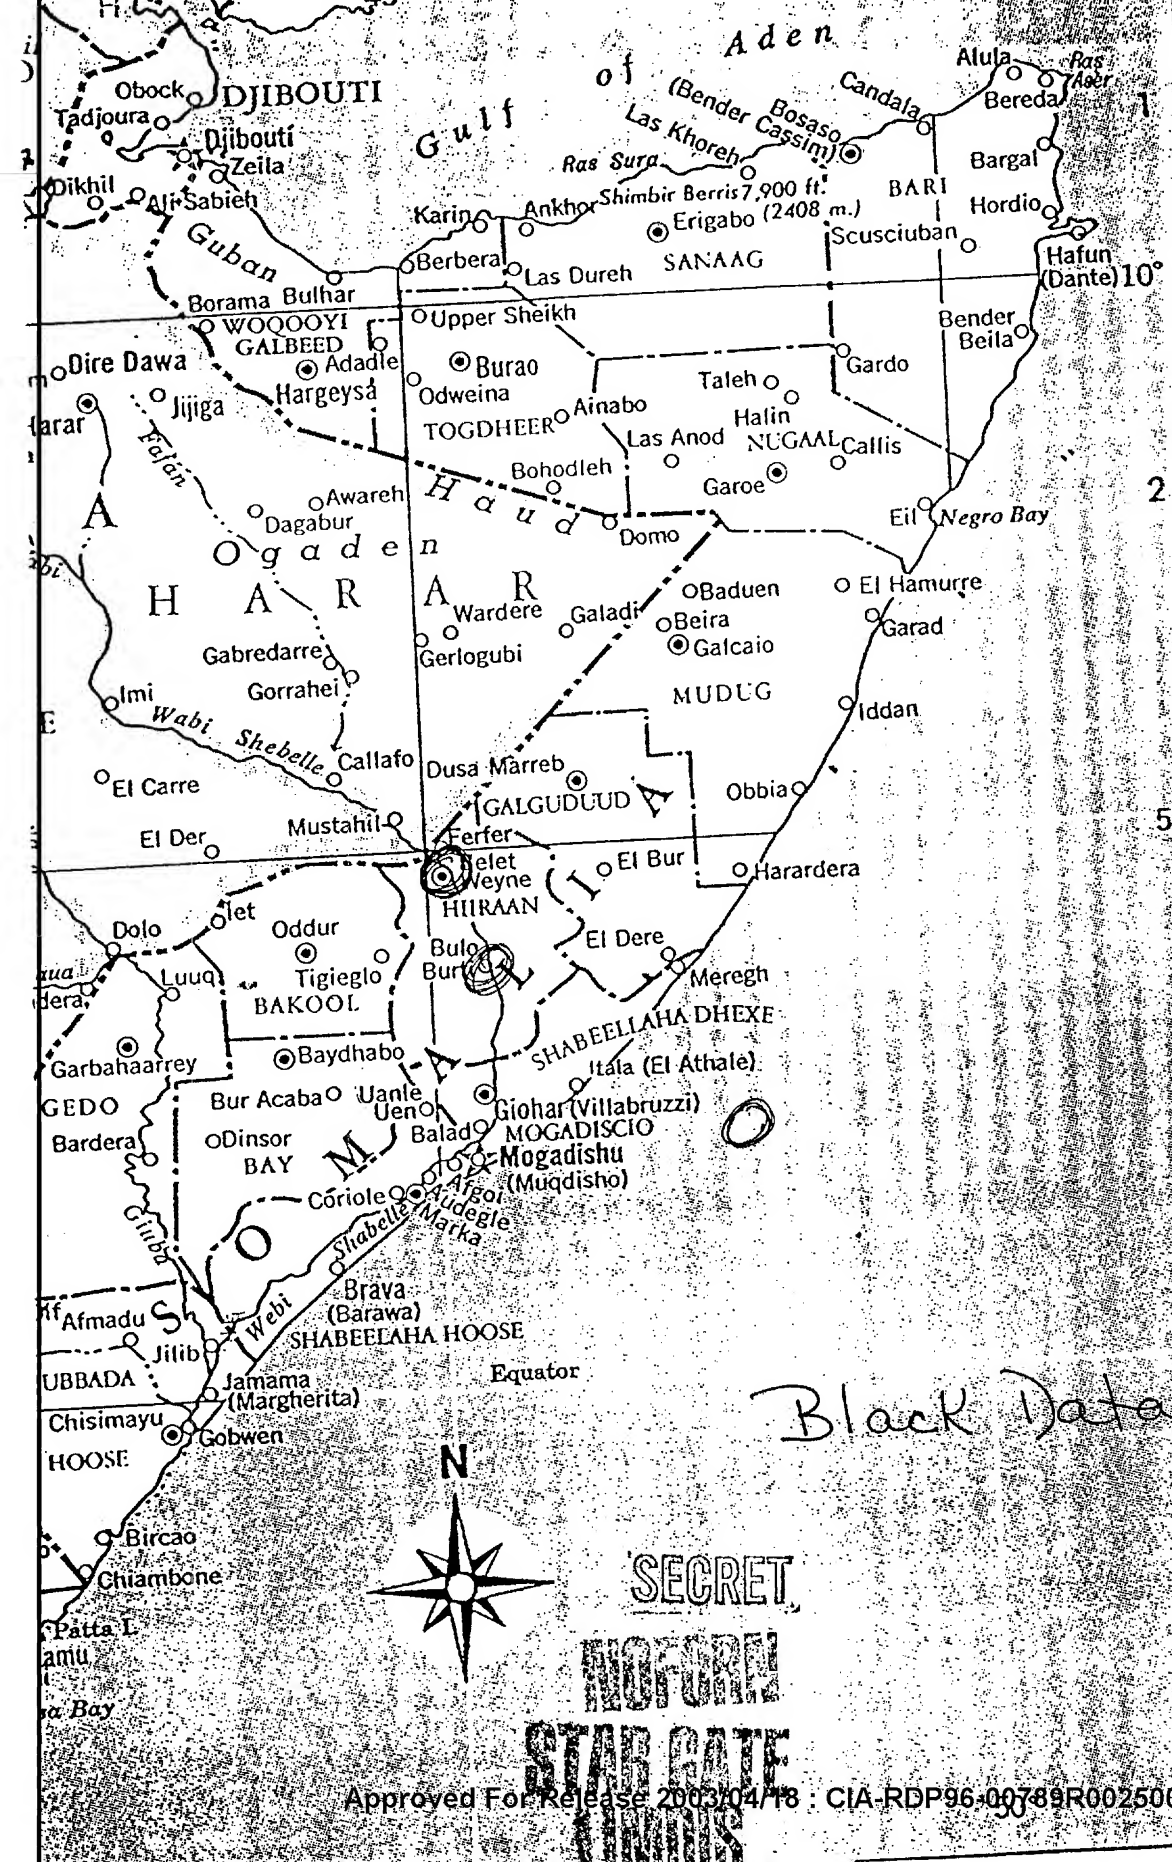 Gulf of Aden
Alula
Ras
Aser
Bereda
1
Candala
Obock
DJIBOUTI
Tadjoura
Djibouti
Zeila
(Bender Cassim)
Bosaso
Las Khoreh
Ras Sura
Bargal
Dikhil
Ali-Sabieh
Shimbir Berris 7,900 ft.
(2408 m.)
BARI
Hordio
Karin
Ankhor
Erigabo
Scusciuban
Guban
Berbera
Las Dureh
SANAAG
Hafun
(Dante) 10°
Borama
Bulhar
Upper Sheikh
WOQOOYI
GALBEED
Bender
Beila
Dire Dawa
Adadle
Burao
Gardo
Hargeysa
Odweina
Taleh
Jijiga
Ainabo
Halin
TOGDHEER
Las Anod
NUGAAL
Callis
Fafán
Bohodleh
Garoe
2
Awareh
Haud
Dagabur
Domo
Eil
Negro Bay
Ogaden
HARAR
Baduen
El Hamurre
Wardere
Galadi
Beira
Garad
Gabredarre
Gerlogubi
Galcaio
Gorrahei
MUDUG
Imi
Iddan
Wabi Shebelle
Callafo
Dusa Marreb
El Carre
GALGUDUUD
Obbia
Mustahil
5
El Der
Ferfer
Weyne
El Bur
Harardera
HIIRAAN
Dolo
Oddur
El Dere
Bulo
Burt
Luuq
Tigieglo
Meregh
BAKOOL
SHABEELLAHA DHEXE
Garbahaarrey
Baydhabo
Itala (El Athale)
GEDO
Bur Acaba
Uanle
Uen
Giohar (Villabruzzi)
Bardera
Dinsor
Balad
MOGADISCIO
BAY
Mogadishu
(Muqdisho)
Afgoi
Coriole
Audegle
Marka
Giuba
Webi Shabelle
SOMALIA
Brava
(Barawa)
Afmadu
SHABEELAHA HOOSE
Jilib
Equator
UBBADA
Jamama
(Margherita)
Black Data
Chisimayu
Gobwen
HOOSE
N
Bircao
Chiambone
SECRET
Patta I.
amu
NOFORN
Bay
STAR GATE
Approved For Release 2003/04/18 : CIA-RDP96-00789R00250